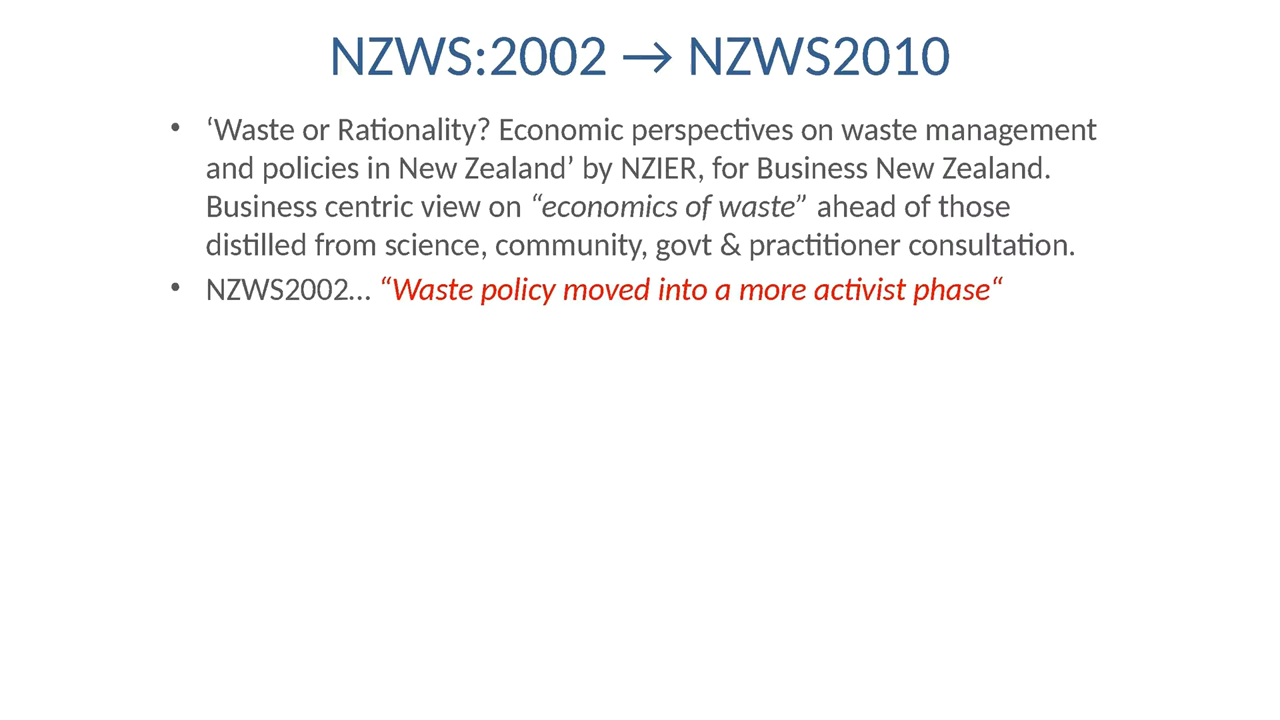 NZWS:2002 → NZWS2010
• ‘Waste or Rationality? Economic perspectives on waste management
and policies in New Zealand’ by NZIER, for Business New Zealand.
Business centric view on “economics of waste” ahead of those
distilled from science, community, govt & practitioner consultation.
• NZWS2002… “Waste policy moved into a more activist phase“